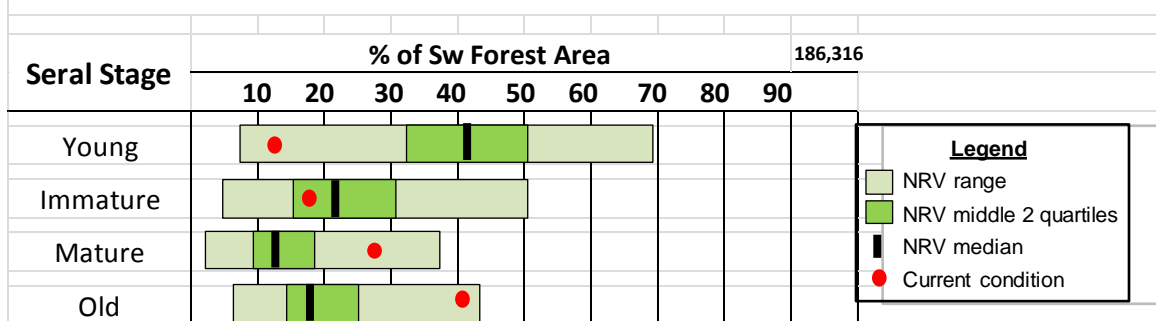 % of Sw Forest Area 186,316
Seral Stage
10 20 30 40 50 60 70 80 90
Young
Immature
Mature
Old
Legend
NRV range
NRV middle 2 quartiles
NRV median
Current condition